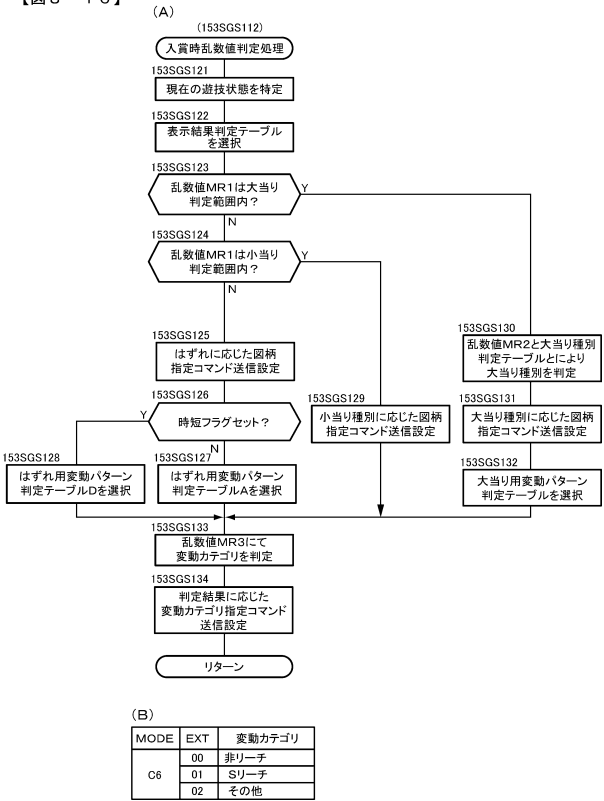 【図8-16】
(A)
(153SGS112)
入賞時乱数値判定処理
153SGS121
現在の遊技状態を特定
153SGS122
表示結果判定テーブル
を選択
153SGS123
乱数値MR1は大当り
判定範囲内?
Y
N
153SGS124
乱数値MR1は小当り
判定範囲内?
Y
N
153SGS125
はずれに応じた図柄
指定コマンド送信設定
153SGS126
時短フラグセット?
Y
N
153SGS128
はずれ用変動パターン
判定テーブルDを選択
153SGS127
はずれ用変動パターン
判定テーブルAを選択
153SGS129
小当り種別に応じた図柄
指定コマンド送信設定
153SGS130
乱数値MR2と大当り種別
判定テーブルとにより
大当り種別を判定
153SGS131
大当り種別に応じた図柄
指定コマンド送信設定
153SGS132
大当り用変動パターン
判定テーブルを選択
153SGS133
乱数値MR3にて
変動カテゴリを判定
153SGS134
判定結果に応じた
変動カテゴリ指定コマンド
送信設定
リターン
(B)
MODE EXT 変動カテゴリ
C6 00 非リーチ
01 Sリーチ
02 その他